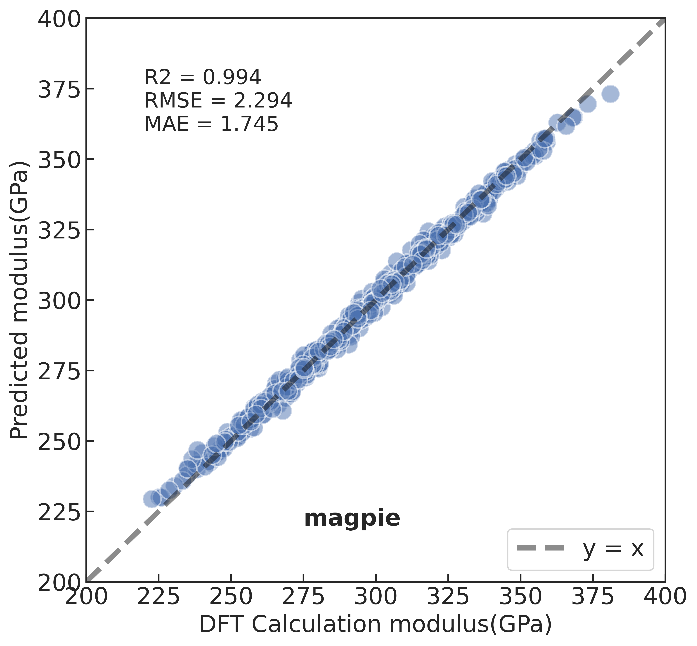 400
375
350
325
300
275
250
225
200
Predicted modulus(GPa)
R2 = 0.994
RMSE = 2.294
MAE = 1.745
magpie
y = x
200 225 250 275 300 325 350 375 400
DFT Calculation modulus(GPa)